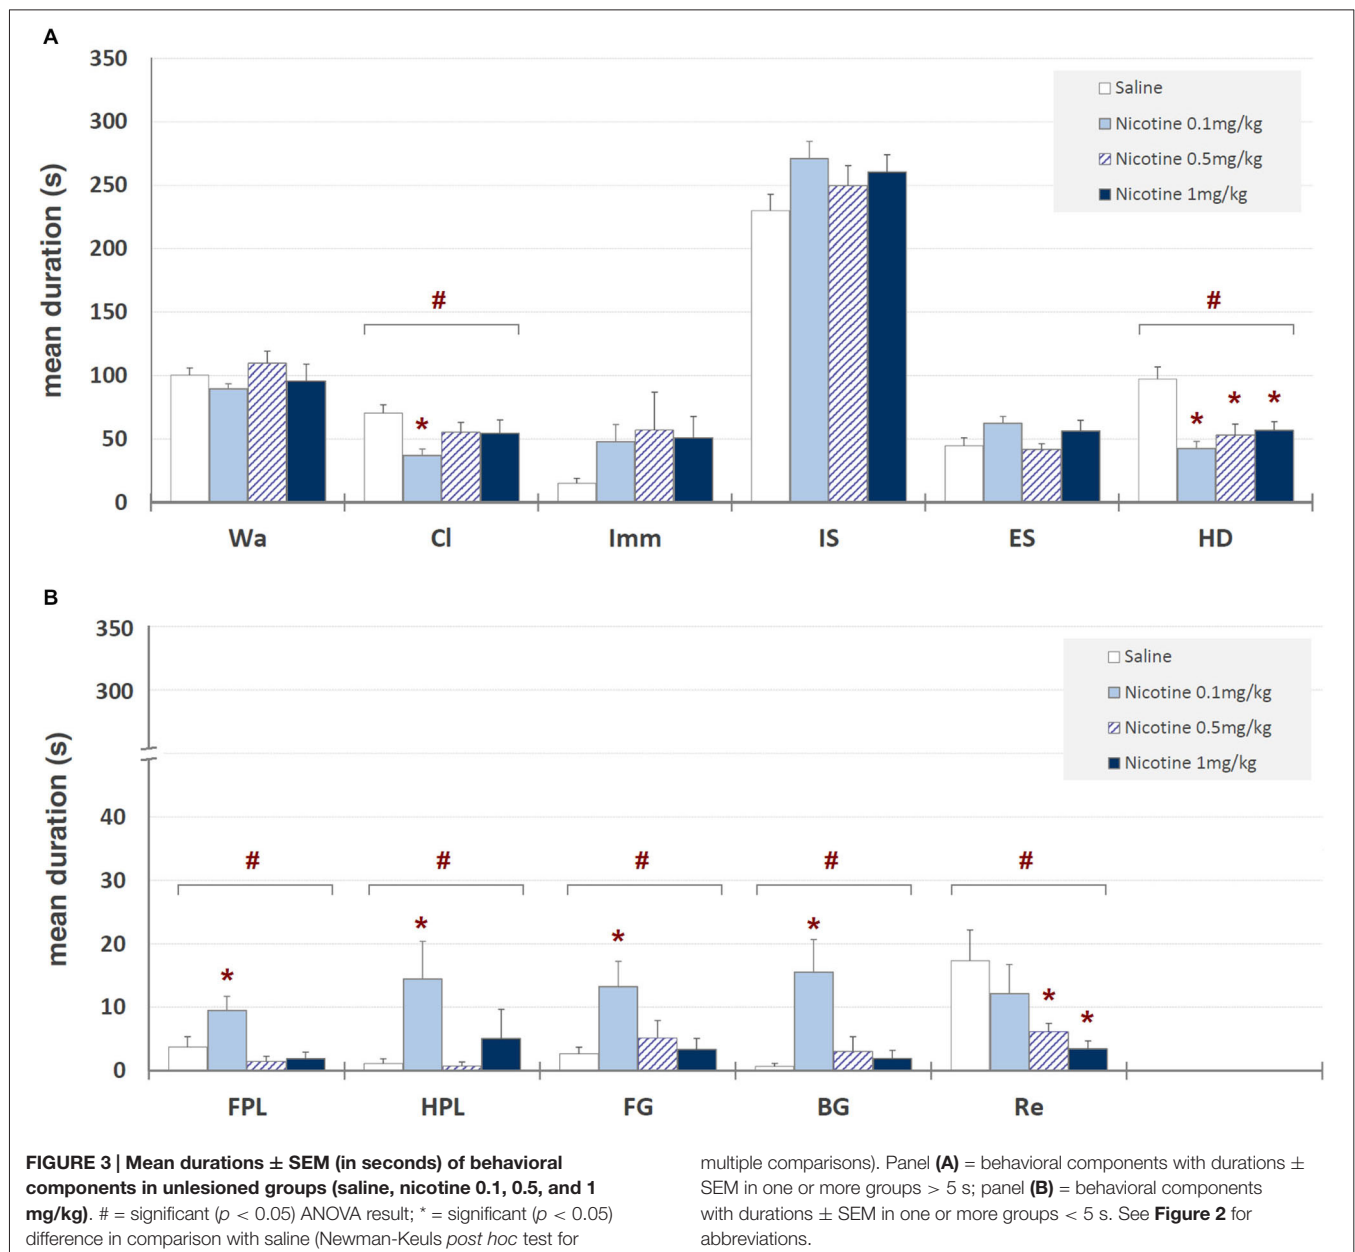 A
350
300
250
200
150
100
50
0
mean duration (s)
Saline
Nicotine 0.1mg/kg
Nicotine 0.5mg/kg
Nicotine 1mg/kg
#
#
*
*
*
*
Wa
Cl
Imm
IS
ES
HD
B
350
300
40
30
20
10
0
mean duration (s)
Saline
Nicotine 0.1mg/kg
Nicotine 0.5mg/kg
Nicotine 1mg/kg
#
#
#
#
#
*
*
*
*
*
*
FPL
HPL
FG
BG
Re
FIGURE 3 | Mean durations ± SEM (in seconds) of behavioral
components in unlesioned groups (saline, nicotine 0.1, 0.5, and 1
mg/kg). # = significant (p < 0.05) ANOVA result; * = significant (p < 0.05)
difference in comparison with saline (Newman-Keuls post hoc test for
multiple comparisons). Panel (A) = behavioral components with durations ±
SEM in one or more groups > 5 s; panel (B) = behavioral components
with durations ± SEM in one or more groups < 5 s. See Figure 2 for
abbreviations.